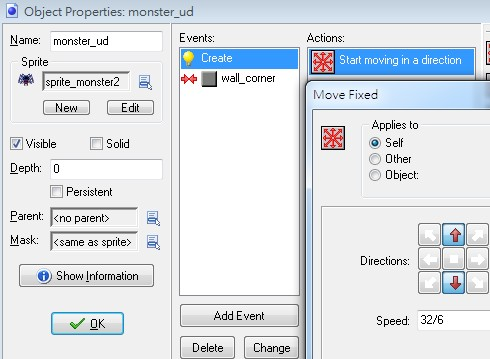 Object Properties: monster_ud
Name: monster_ud
Sprite
sprite_monster2
New
Edit
Visible
Solid
Depth: 0
Persistent
Parent: <no parent>
Mask: <same as sprite>
Show Information
OK
Events:
Create
wall_corner
Add Event
Delete
Change
Actions:
Start moving in a direction
Move Fixed
Applies to
Self
Other
Object:
Directions:
Speed: 32/6